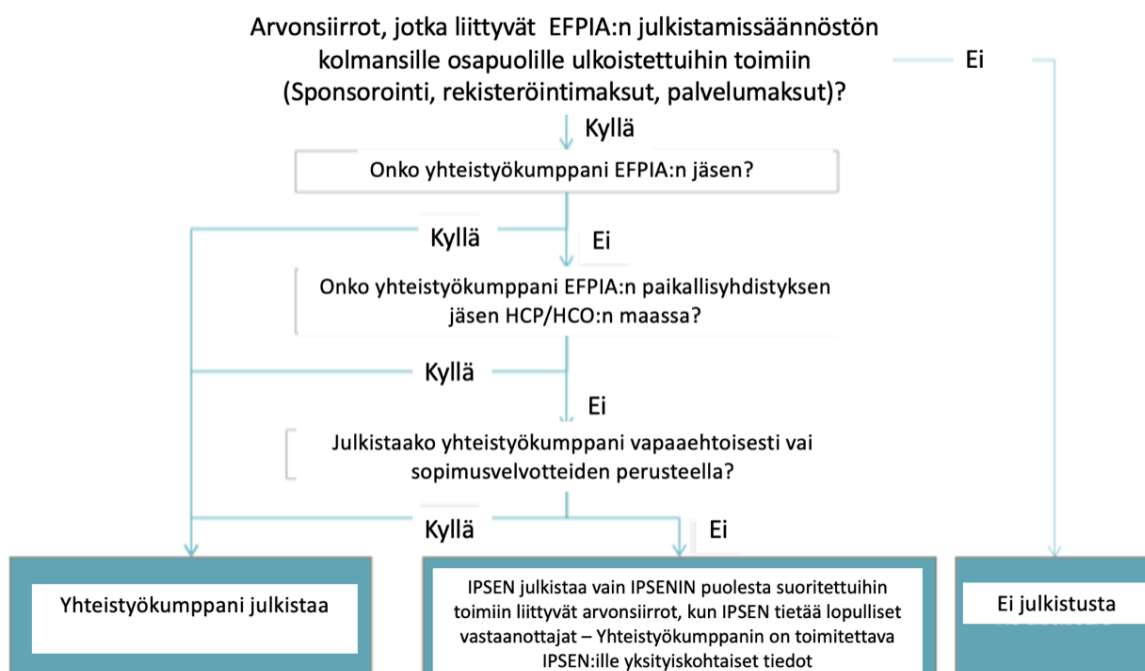 Arvonsiirrot, jotka liittyvät EFPIA:n julkistamissäännöstön
kolmansille osapuolille ulkoistettuihin toimiin
(Sponsorointi, rekisteröintimaksut, palvelumaksut)?
Ei
Kyllä
Onko yhteistyökumppani EFPIA:n jäsen?
Kyllä
Ei
Onko yhteistyökumppani EFPIA:n paikallisyhdistyksen
jäsen HCP/HCO:n maassa?
Kyllä
Ei
Julkistaako yhteistyökumppani vapaaehtoisesti vai
sopimusvelvotteiden perusteella?
Kyllä
Ei
Yhteistyökumppani julkistaa
IPSEN julkistaa vain IPSENIN puolesta suoritettuihin
toimiin liittyvät arvonsiirrot, kun IPSEN tietää lopulliset
vastaanottajat – Yhteistyökumppanin on toimitettava
IPSEN:ille yksityiskohtaiset tiedot
Ei julkistusta